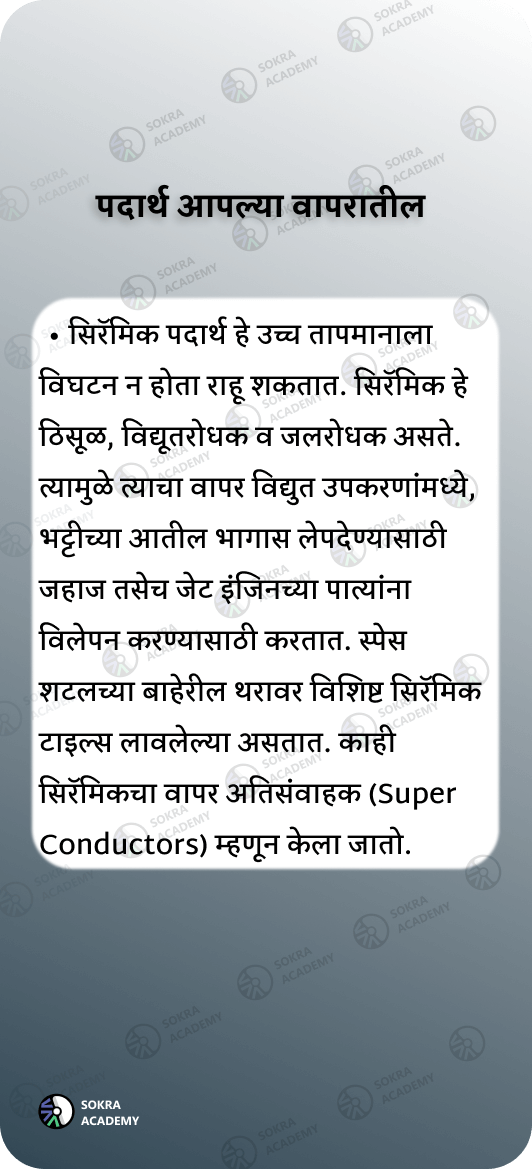 पदार्थ आपल्या वापरातील
• सिरॅमिक पदार्थ हे उच्च तापमानाला
विघटन न होता राहू शकतात. सिरॅमिक हे
ठिसूळ, विद्यूतरोधक व जलरोधक असते.
त्यामुळे त्याचा वापर विद्युत उपकरणांमध्ये,
भट्टीच्या आतील भागास लेपदेण्यासाठी
जहाज तसेच जेट इंजिनच्या पात्यांना
विलेपन करण्यासाठी करतात. स्पेस
शटलच्या बाहेरील थरावर विशिष्ट सिरॅमिक
टाइल्स लावलेल्या असतात. काही
सिरॅमिकचा वापर अतिसंवाहक (Super
Conductors) म्हणून केला जातो.
SOKRA
ACADEMY